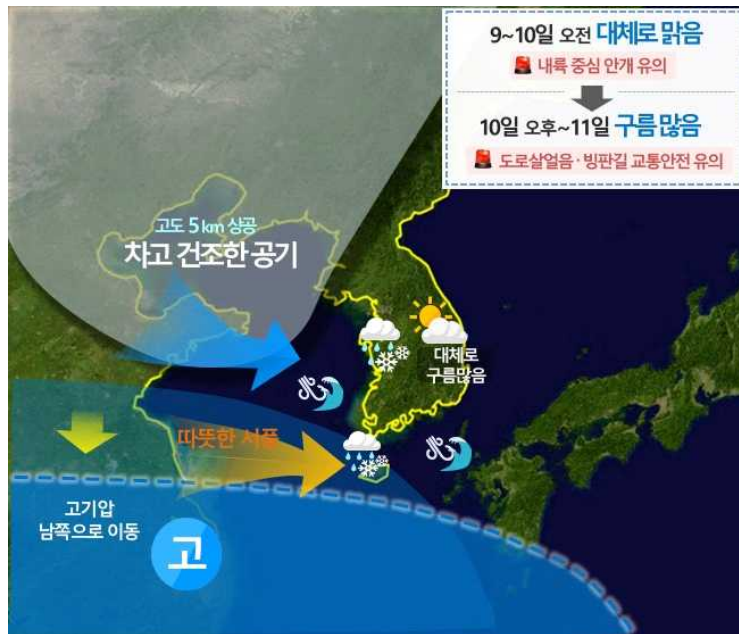 9~10일 오전 대체로 맑음
내륙 중심 안개 유의
10일 오후~11일 구름 많음
도로살얼음·빙판길 교통안전 유의
고도 5km 상공
차고 건조한 공기
대체로
구름많음
따뜻한 서풍
고기압
남쪽으로 이동
고